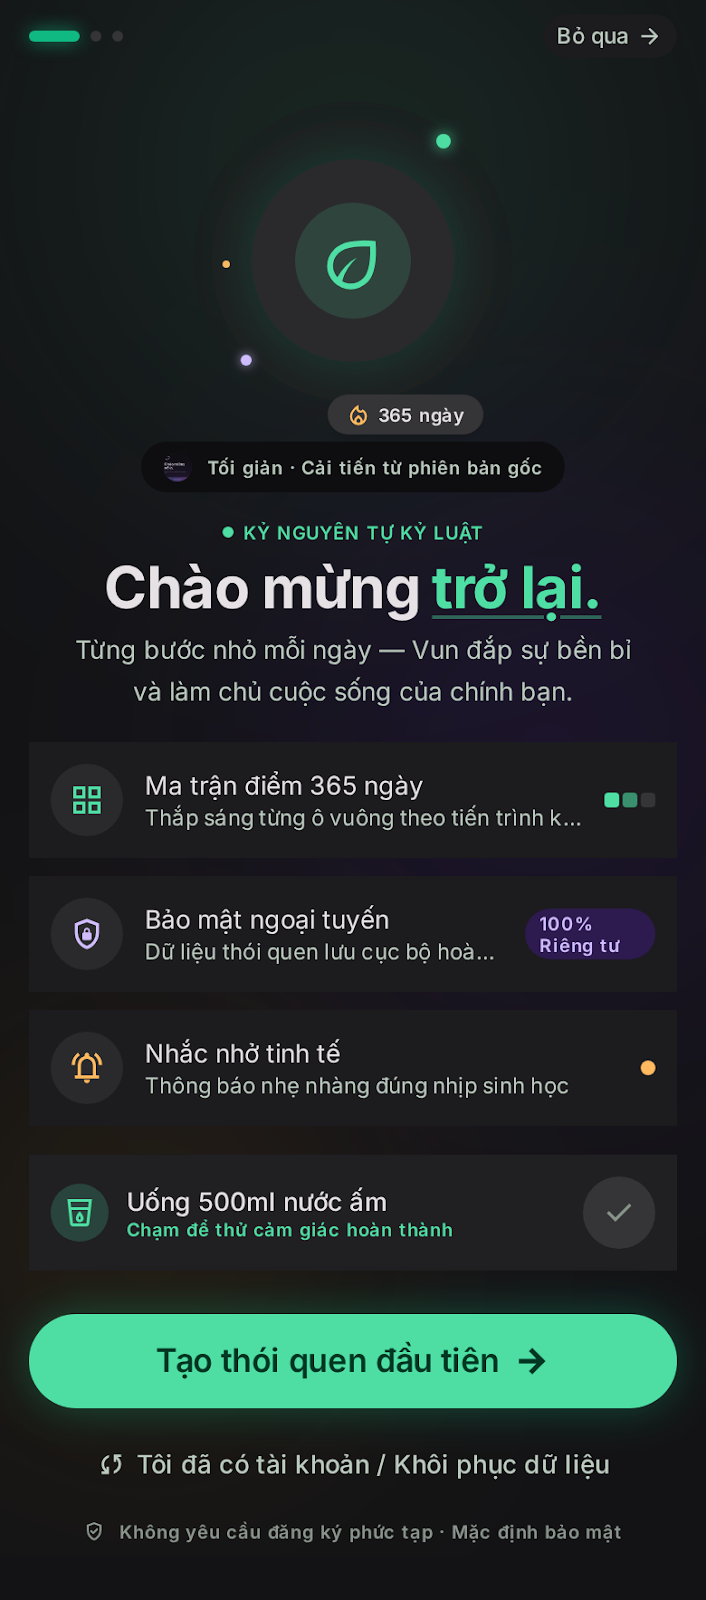 Bỏ qua →
365 ngày
Tối giản · Cải tiến từ phiên bản gốc
KỶ NGUYÊN TỰ KỶ LUẬT
Chào mừng trở lại.
Từng bước nhỏ mỗi ngày — Vun đắp sự bền bỉ
và làm chủ cuộc sống của chính bạn.
Ma trận điểm 365 ngày
Thắp sáng từng ô vuông theo tiến trình k...
Bảo mật ngoại tuyến
Dữ liệu thói quen lưu cục bộ hoà...
100%
Riêng tư
Nhắc nhở tinh tế
Thông báo nhẹ nhàng đúng nhịp sinh học
Uống 500ml nước ấm
Chạm để thử cảm giác hoàn thành
Tạo thói quen đầu tiên →
Tôi đã có tài khoản / Khôi phục dữ liệu
Không yêu cầu đăng ký phức tạp · Mặc định bảo mật